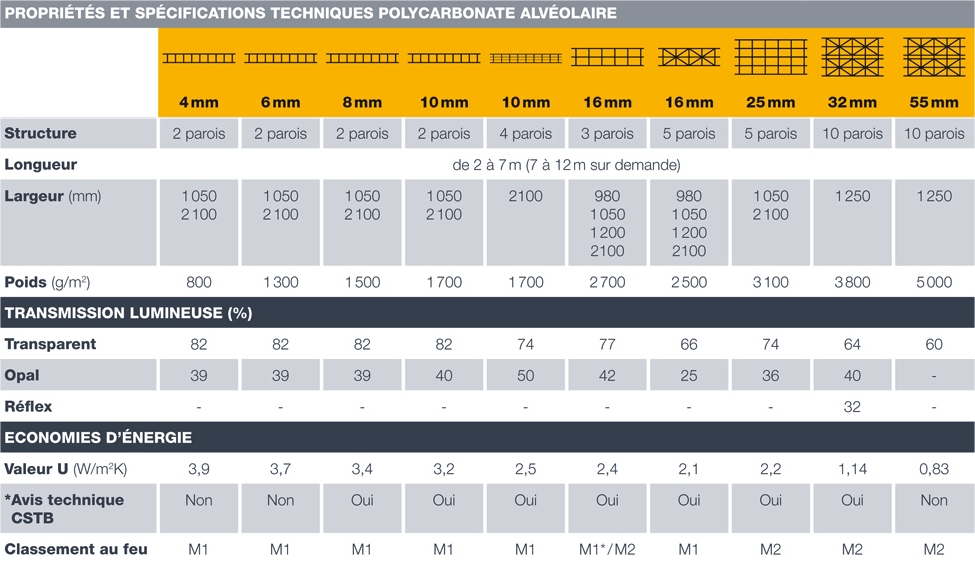 PROPRIÉTÉS ET SPÉCIFICATIONS TECHNIQUES POLYCARBONATE ALVÉOLAIRE
4 mm 6 mm 8 mm 10 mm 10 mm 16 mm 16 mm 25 mm 32 mm 55 mm
Structure 2 parois 2 parois 2 parois 2 parois 4 parois 3 parois 5 parois 5 parois 10 parois 10 parois
Longueur de 2 à 7 m (7 à 12 m sur demande)
Largeur (mm) 1 050 1 050 1 050 1 050 2100 980 980 1 050 1 250 1 250
2 100 2 100 2 100 2 100 1 050 1 050 2 100
1 200 1 200
2100 2100
Poids (g/m²) 800 1 300 1 500 1 700 1 700 2 700 2 500 3 100 3 800 5 000
TRANSMISSION LUMINEUSE (%)
Transparent 82 82 82 82 74 77 66 74 64 60
Opal 39 39 39 40 50 42 25 36 40 -
Réflex - - - - - - - - 32 -
ECONOMIES D'ÉNERGIE
Valeur U (W/m²K) 3,9 3,7 3,4 3,2 2,5 2,4 2,1 2,2 1,14 0,83
*Avis technique Non Non Oui Oui Oui Oui Oui Oui Oui Non
CSTB
Classement au feu M1 M1 M1 M1 M1 M1*/M2 M1 M2 M2 M2